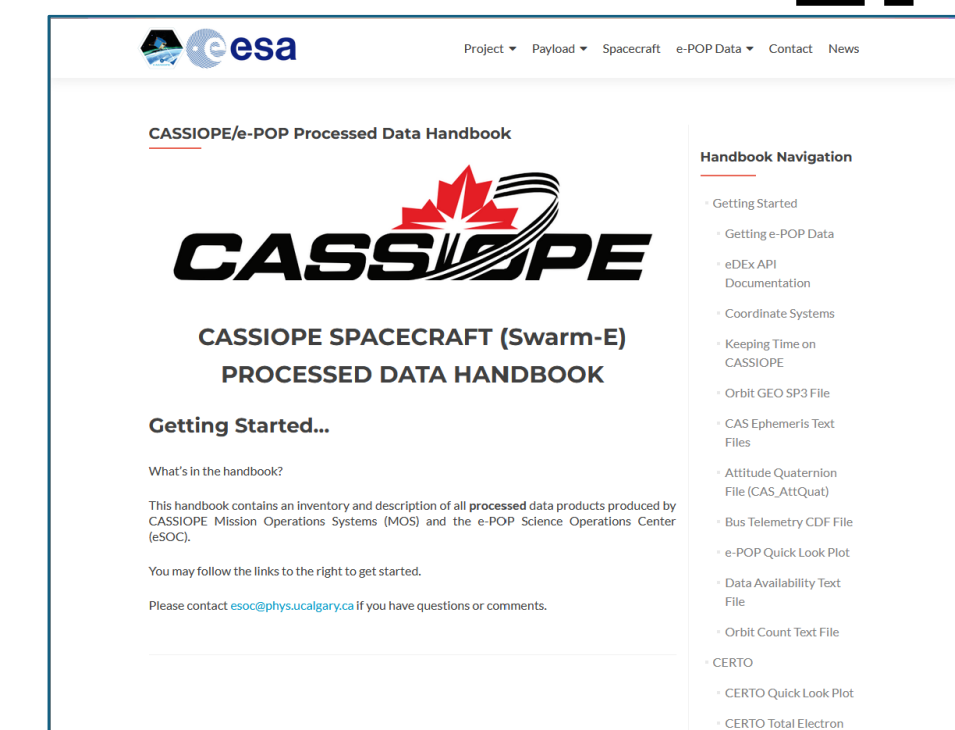 esa
Project Payload Spacecraft e-POP Data Contact News
CASSIOPE/e-POP Processed Data Handbook
CASSIOPE
CASSIOPE SPACECRAFT (Swarm-E)
PROCESSED DATA HANDBOOK
Getting Started...
What's in the handbook?
This handbook contains an inventory and description of all processed data products produced by
CASSIOPE Mission Operations Systems (MOS) and the e-POP Science Operations Center
(eSOC).
You may follow the links to the right to get started.
Please contact esoc@phys.ucalgary.ca if you have questions or comments.
Handbook Navigation
Getting Started
Getting e-POP Data
eDEx API
Documentation
Coordinate Systems
Keeping Time on
CASSIOPE
Orbit GEO SP3 File
CAS Ephemeris Text
Files
Attitude Quaternion
File (CAS_AttQuat)
Bus Telemetry CDF File
e-POP Quick Look Plot
Data Availability Text
File
Orbit Count Text File
CERTO
CERTO Quick Look Plot
CERTO Total Electron